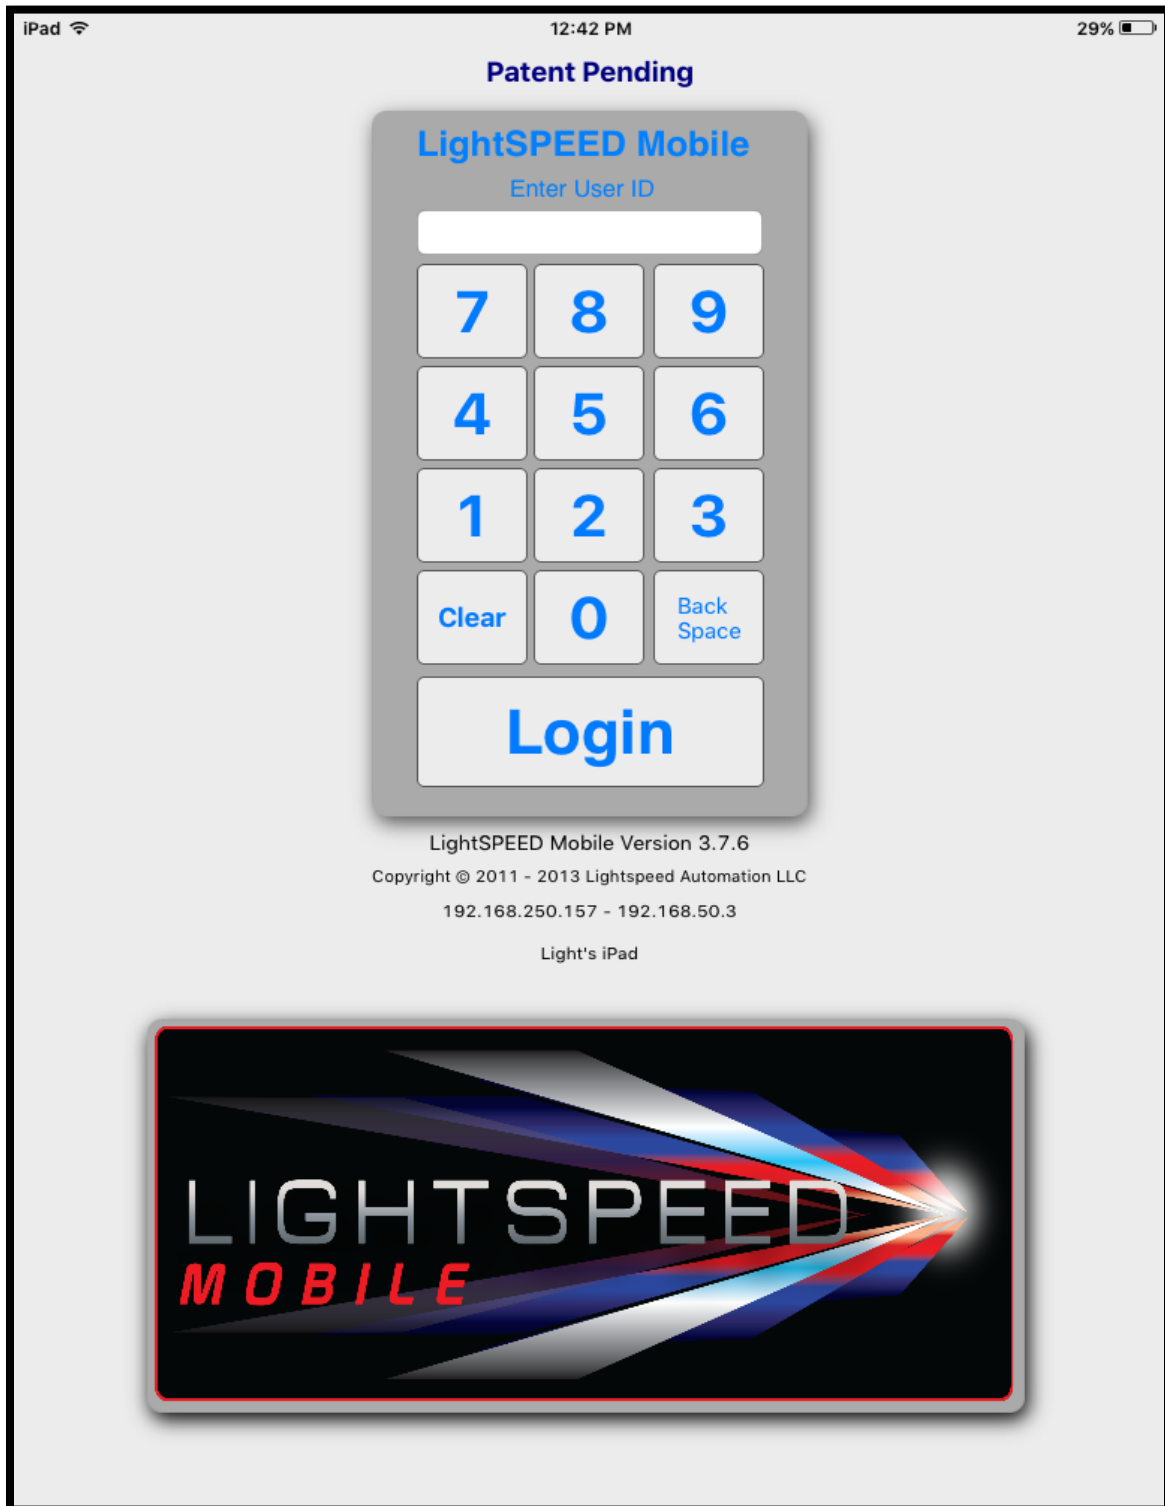 iPad 12:42 PM 29%
Patent Pending
LightSPEED Mobile
Enter User ID
7 8 9
4 5 6
1 2 3
Clear 0 Back
Space
Login
LightSPEED Mobile Version 3.7.6
Copyright © 2011 - 2013 Lightspeed Automation LLC
192.168.250.157 - 192.168.50.3
Light's iPad
LIGHTSPEED
MOBILE